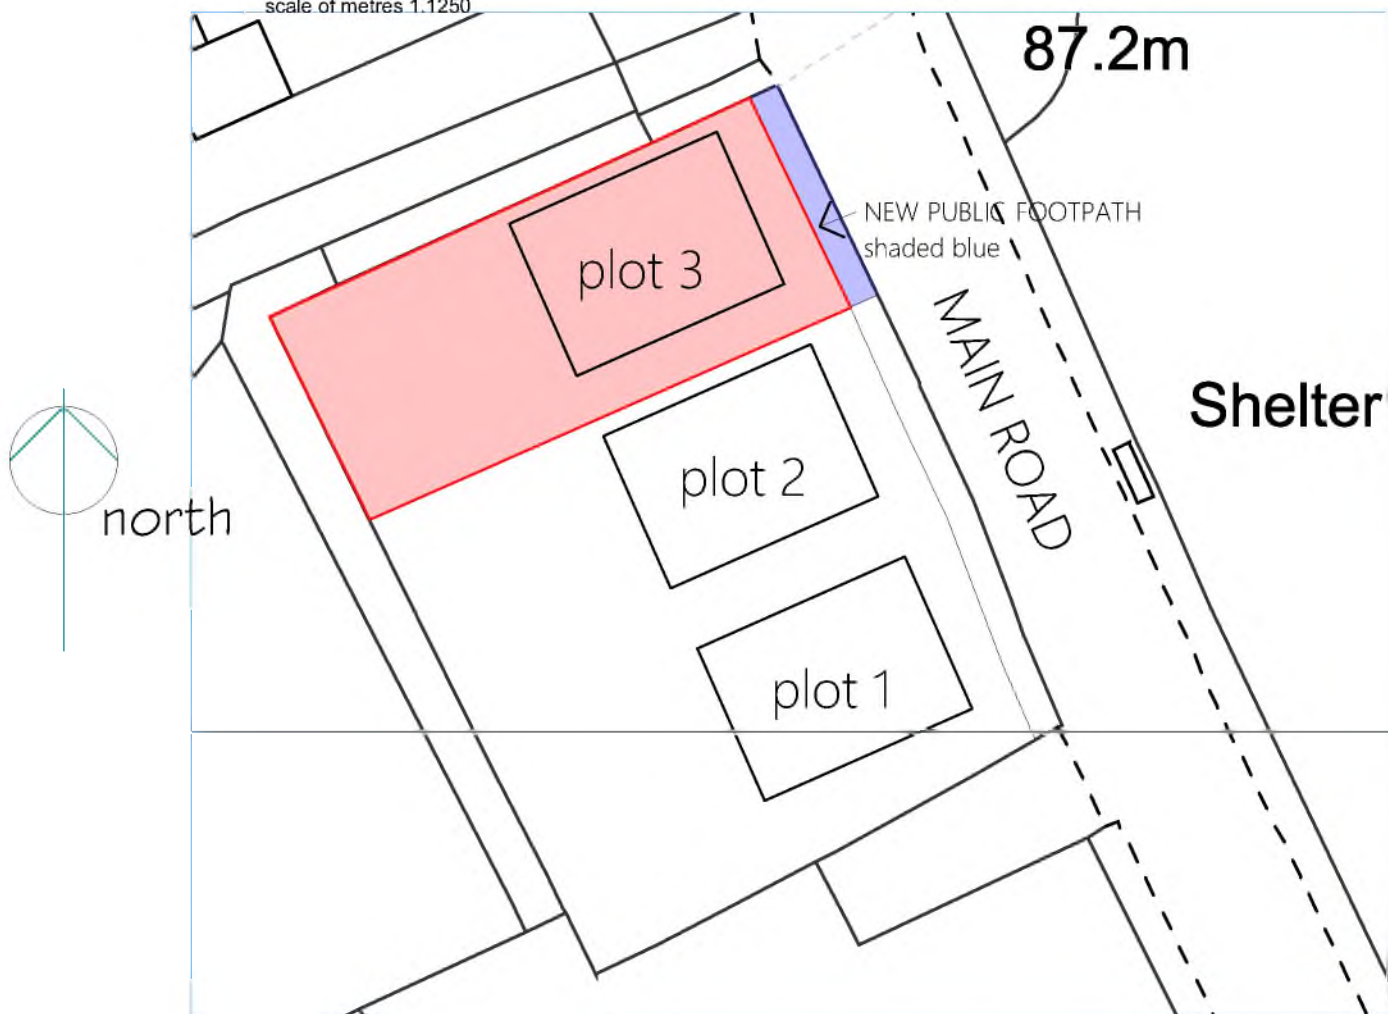 scale of metres 1.1250
87.2m
NEW PUBLIC FOOTPATH
shaded blue
plot 3
MAIN ROAD
Shelter
plot 2
north
plot 1